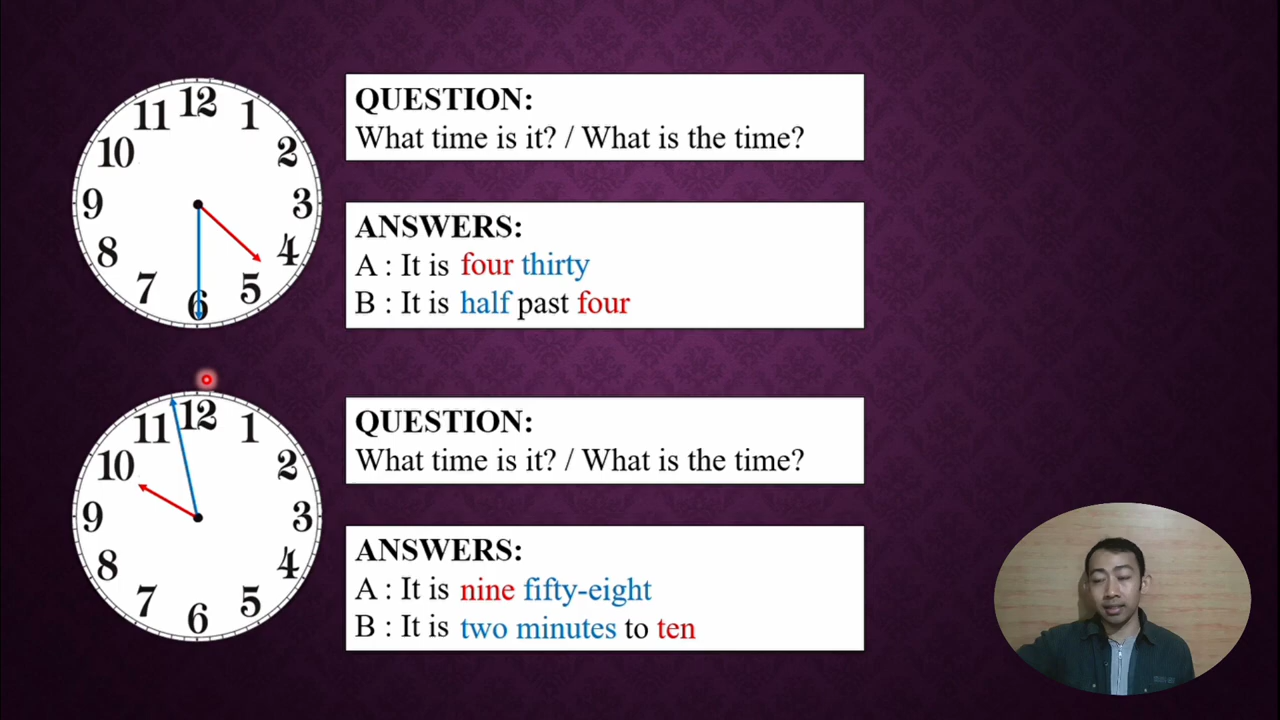 11 12 1
10 2
9 3
8 4
7 6 5
QUESTION:
What time is it? / What is the time?
ANSWERS:
A : It is four thirty
B : It is half past four
11 12 1
10 2
9 3
8 4
7 6 5
QUESTION:
What time is it? / What is the time?
ANSWERS:
A : It is nine fifty-eight
B : It is two minutes to ten